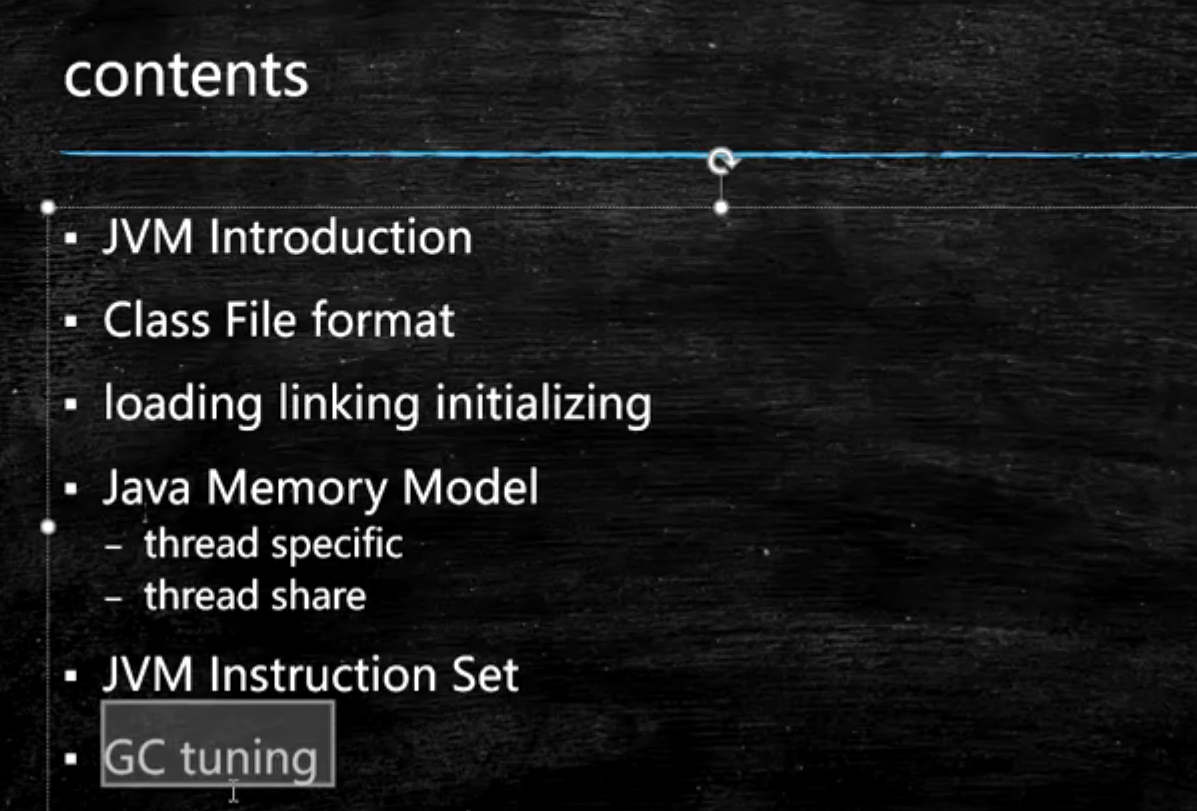 contents
▪ JVM Introduction
▪ Class File format
▪ loading linking initializing
▪ Java Memory Model
– thread specific
– thread share
▪ JVM Instruction Set
▪ GC tuning